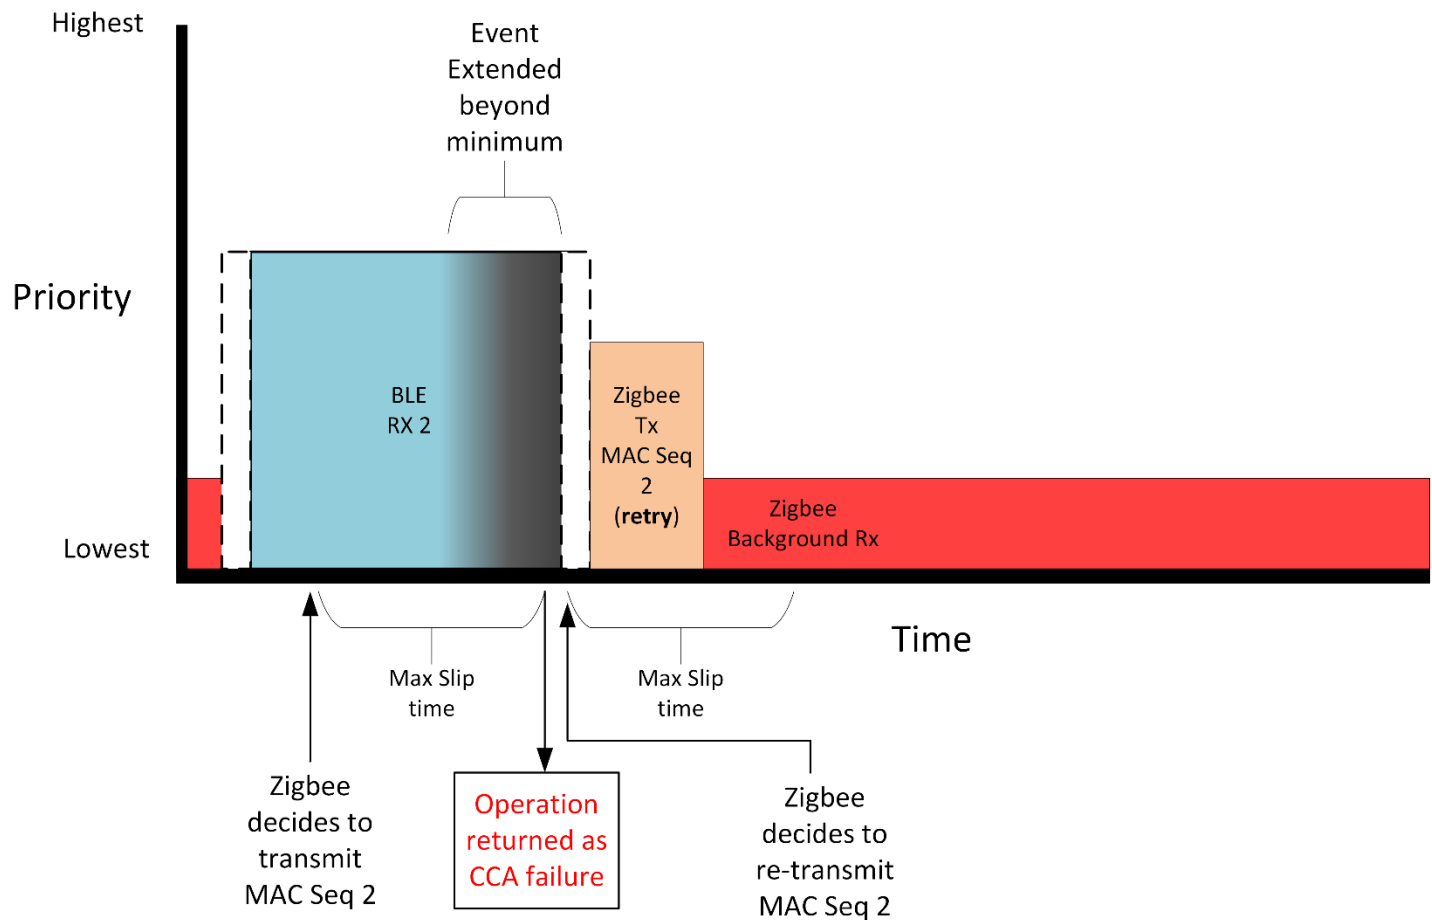 Highest
Event
Extended
beyond
minimum
Priority
BLE
RX 2
Zigbee
Tx
MAC Seq
2
(retry)
Zigbee
Background Rx
Lowest
Time
Max Slip
time
Max Slip
time
Zigbee
decides to
transmit
MAC Seq 2
Operation
returned as
CCA failure
Zigbee
decides to
re-transmit
MAC Seq 2